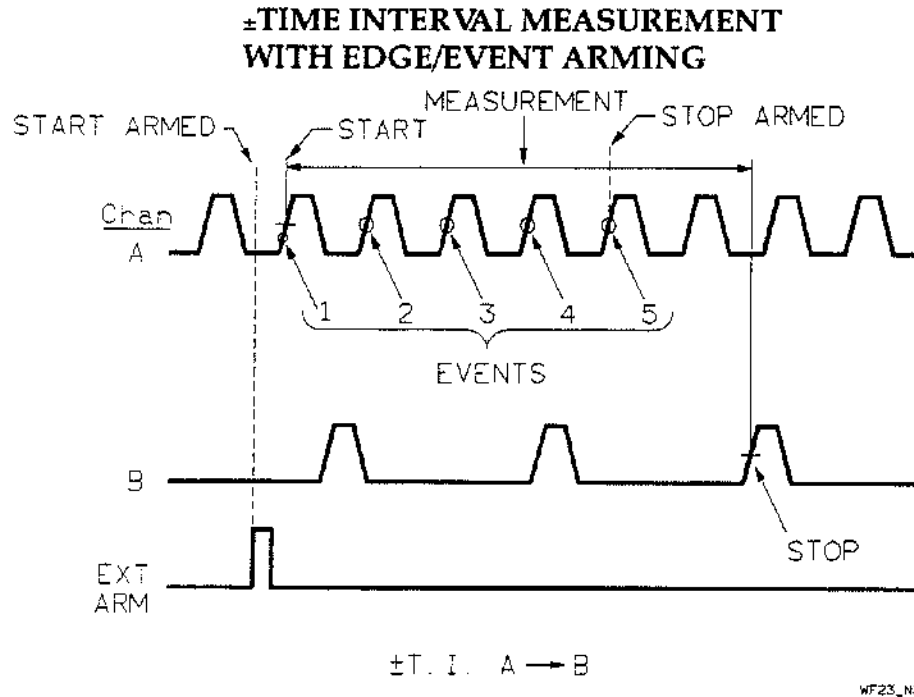 ±TIME INTERVAL MEASUREMENT
WITH EDGE/EVENT ARMING
MEASUREMENT
START ARMED
START
STOP ARMED
Chan
A
1 2 3 4 5
EVENTS
B
STOP
EXT
ARM
±T. I. A → B